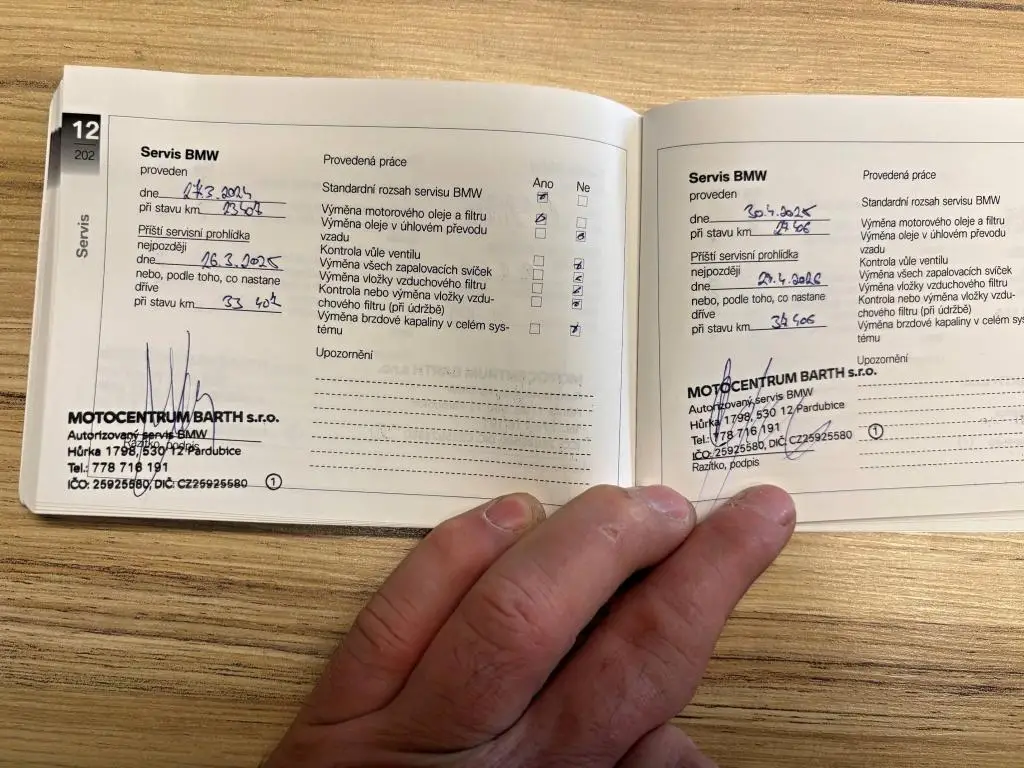 12
202
Servis
Servis BMW
proveden
dne 27.3.2024
při stavu km 23407
Příští servisní prohlídka
nejpozději
dne 26.3.2025
nebo, podle toho, co nastane
dříve
při stavu km 33 407
MOTOCENTRUM BARTH s.r.o.
Autorizovaný servis BMW
Razítko, podpis
Hůrka 1798, 530 12 Pardubice
Tel.: 778 716 191
IČO: 25925580, DIČ: CZ25925580 1
Provedená práce
Ano Ne
Standardní rozsah servisu BMW
Výměna motorového oleje a filtru
Výměna oleje v úhlovém převodu
vzadu
Kontrola vůle ventilu
Výměna všech zapalovacích svíček
Výměna vložky vzduchového filtru
Kontrola nebo výměna vložky vzdu-
chového filtru (při údržbě)
Výměna brzdové kapaliny v celém sys-
tému
Upozornění
Servis BMW
proveden
dne 30.4.2025
při stavu km
Příští servisní prohlídka
nejpozději
dne 29.4.2026
nebo, podle toho, co nastane
dříve
při stavu km
MOTOCENTRUM BARTH s.r.o.
Autorizovaný servis BMW
Hůrka 1798, 530 12 Pardubice
Tel.: 778 716 191
IČO: 25925580, DIČ: CZ25925580 1
Razítko, podpis
Provedená práce
Standardní rozsah servisu BMW
Výměna motorového oleje a filtru
Výměna oleje v úhlovém převodu
vzadu
Kontrola vůle ventilu
Výměna všech zapalovacích svíček
Výměna vložky vzduchového filtru
Kontrola nebo výměna vložky vzdu-
chového filtru (při údržbě)
Výměna brzdové kapaliny v celém sys-
tému
Upozornění